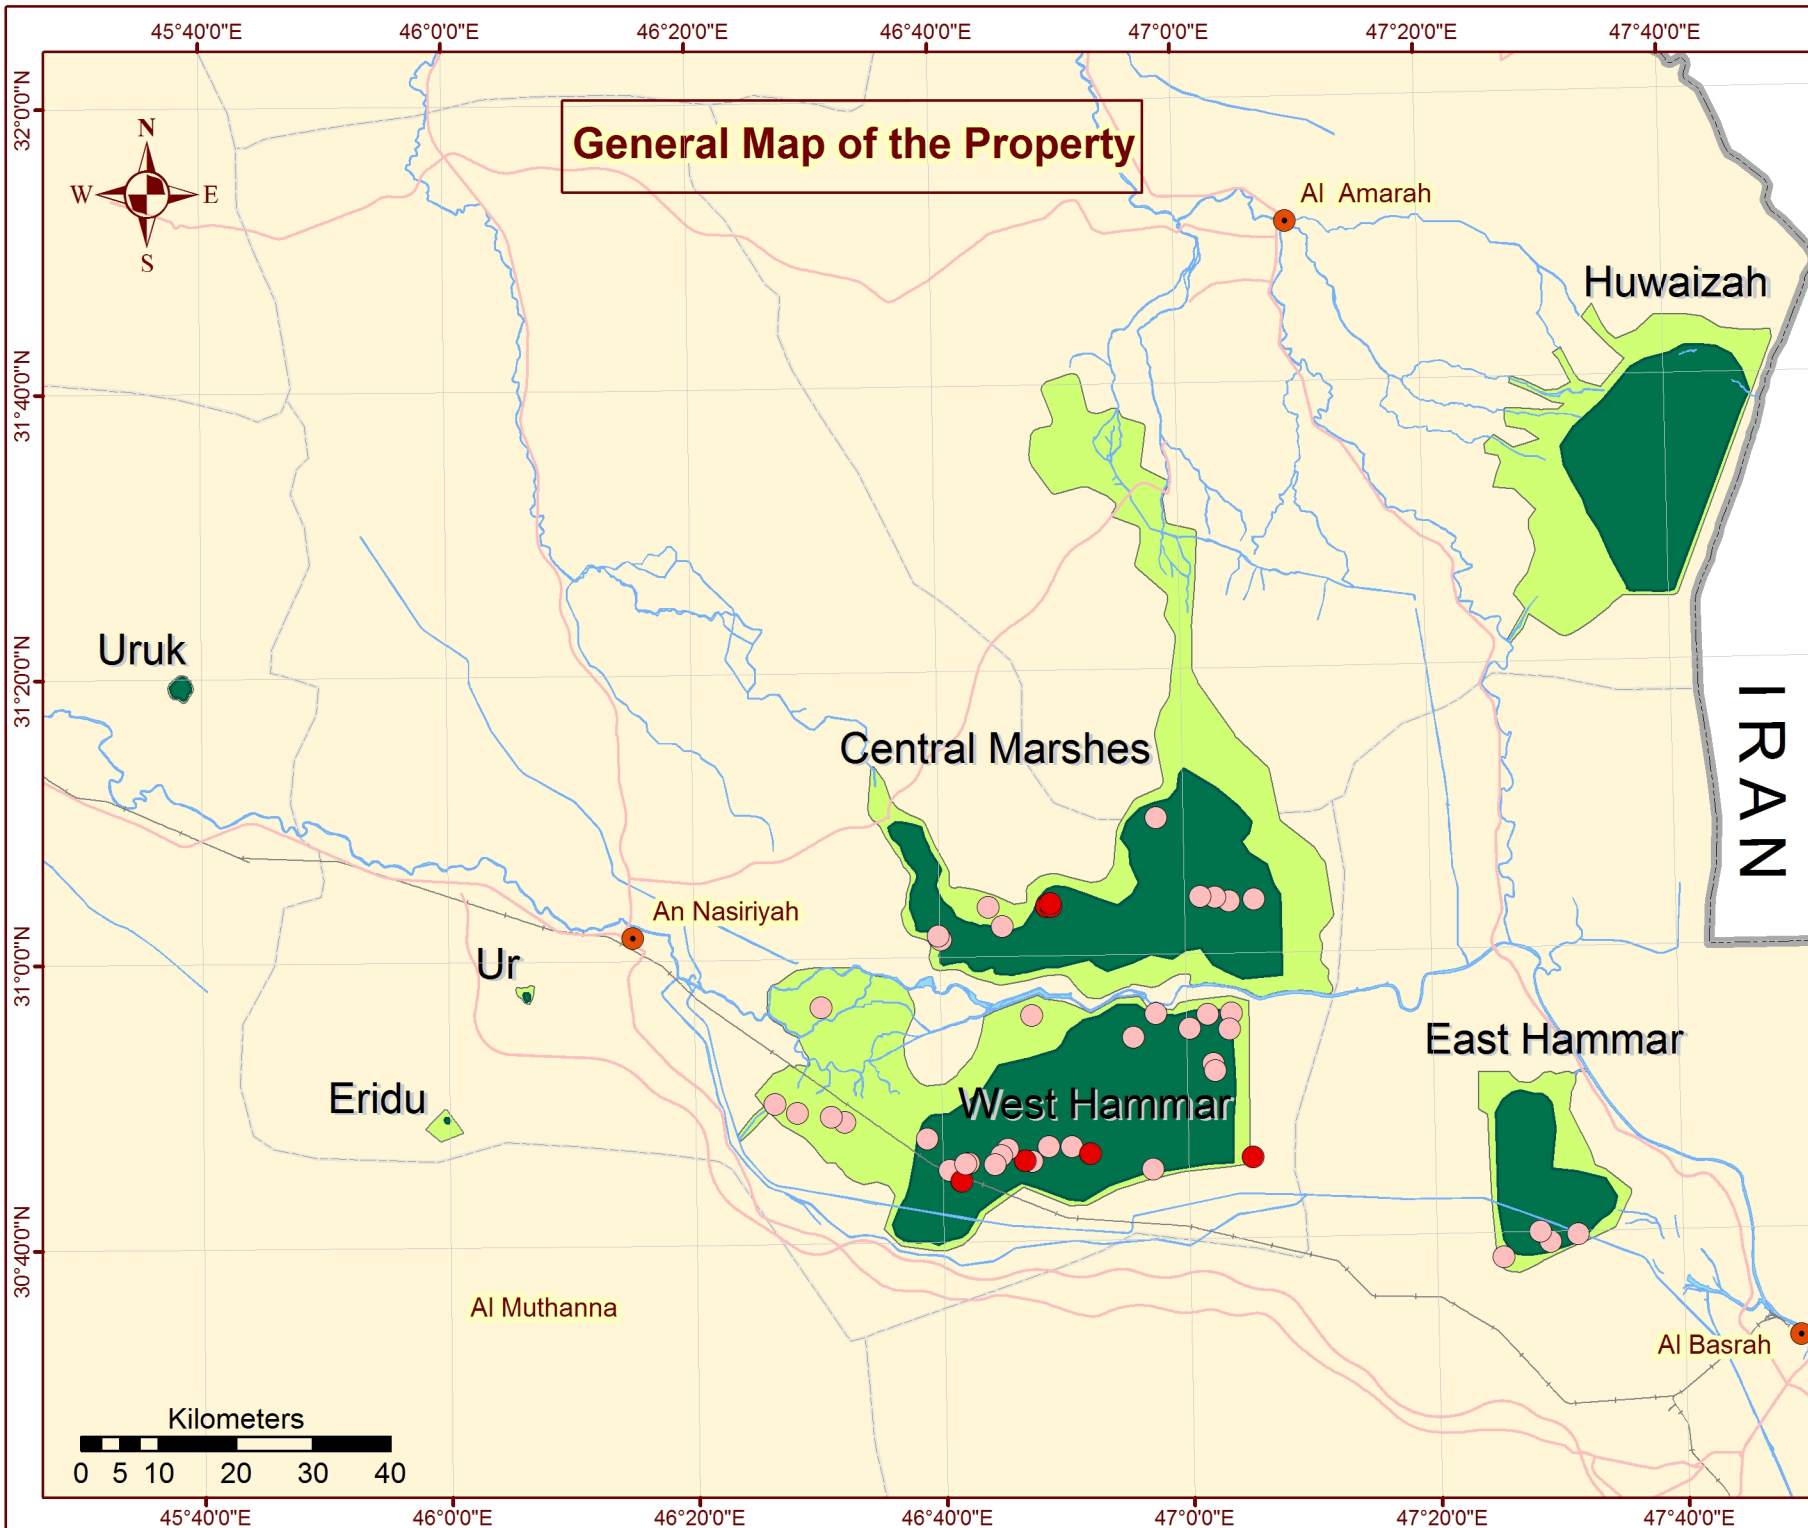 45°40'0"E 46°0'0"E 46°20'0"E 46°40'0"E 47°0'0"E 47°20'0"E 47°40'0"E
32°0'0"N
General Map of the Property
N
W E
S
Al Amarah
Huwaizah
31°40'0"N
Uruk
31°20'0"N
IRAN
Central Marshes
An Nasiriyah
Ur
31°0'0"N
East Hammar
Eridu
West Hammar
30°40'0"N
Al Muthanna
Al Basrah
Kilometers
0 5 10 20 30 40
45°40'0"E 46°0'0"E 46°20'0"E 46°40'0"E 47°0'0"E 47°20'0"E 47°40'0"E